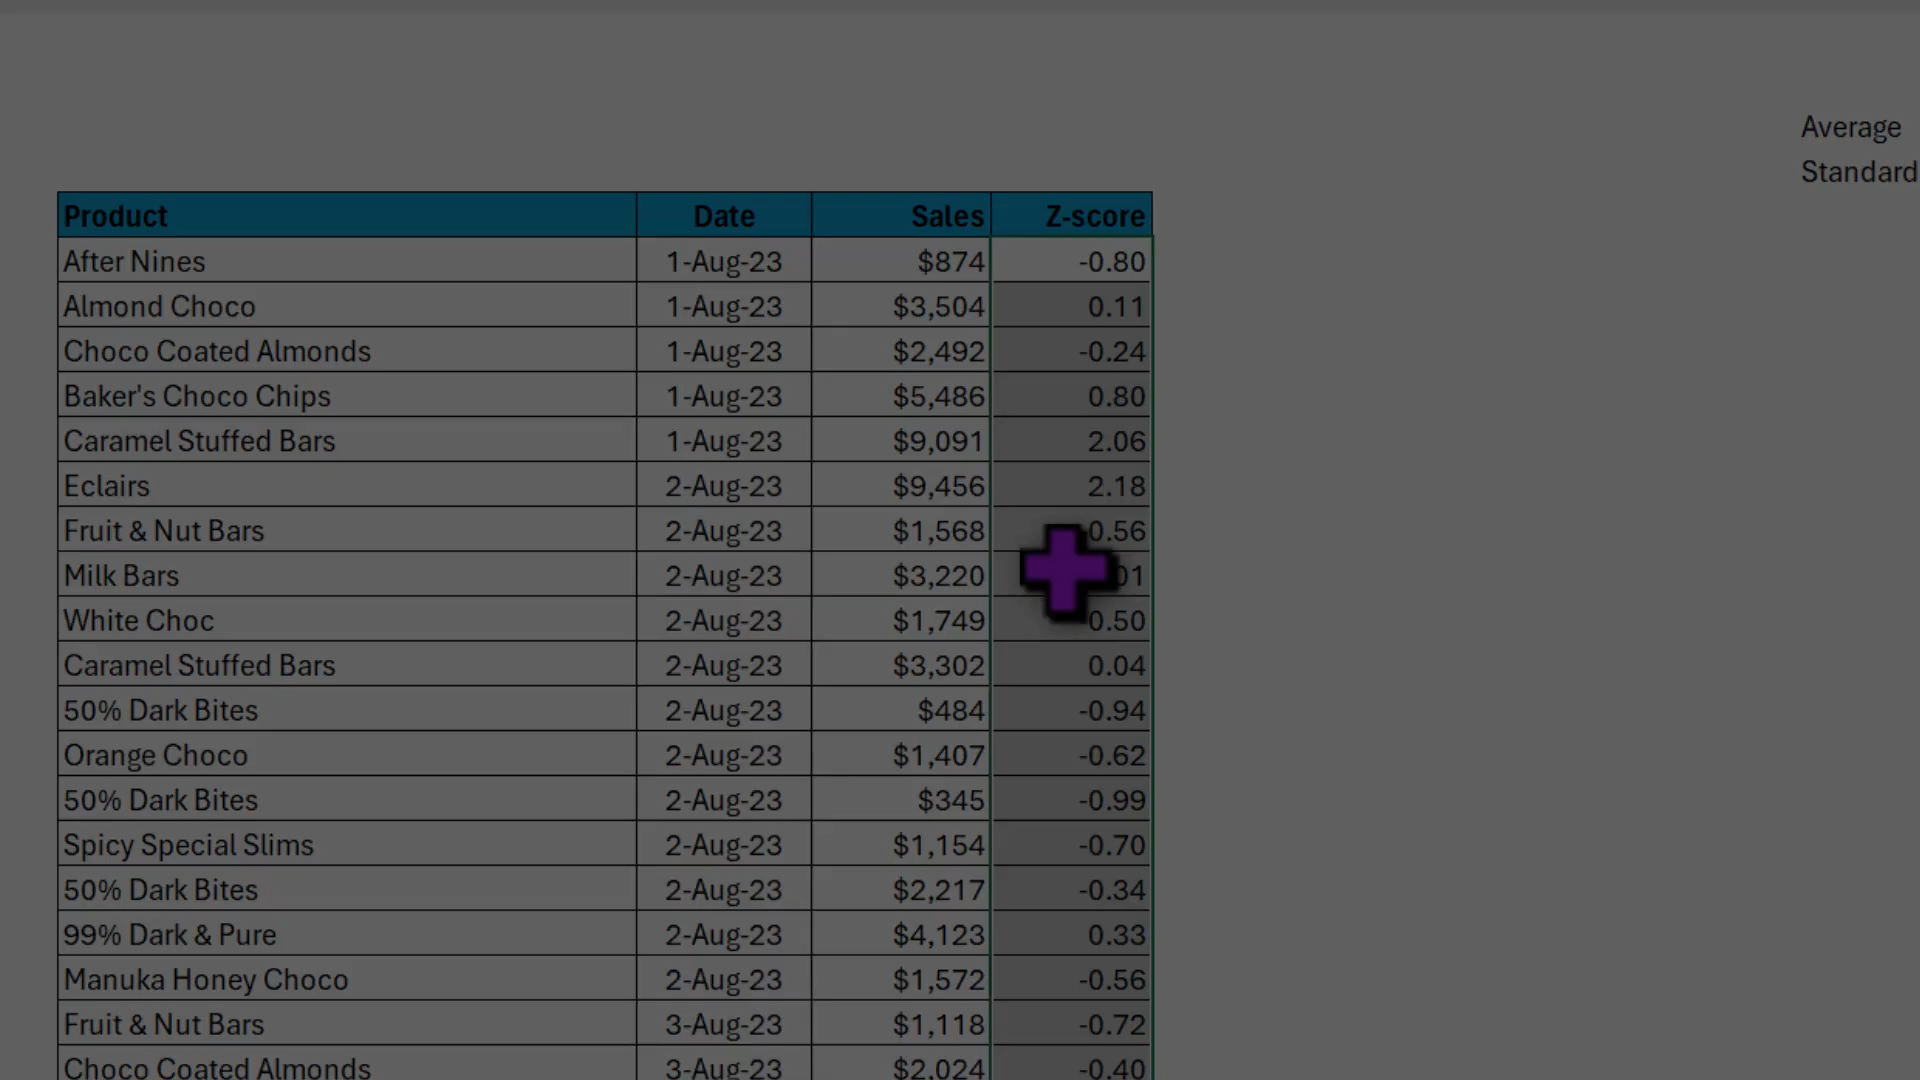 Average
Standard
Product Date Sales Z-score
After Nines 1-Aug-23 $874 -0.80
Almond Choco 1-Aug-23 $3,504 0.11
Choco Coated Almonds 1-Aug-23 $2,492 -0.24
Baker's Choco Chips 1-Aug-23 $5,486 0.80
Caramel Stuffed Bars 1-Aug-23 $9,091 2.06
Eclairs 2-Aug-23 $9,456 2.18
Fruit & Nut Bars 2-Aug-23 $1,568 0.56
Milk Bars 2-Aug-23 $3,220 01
White Choc 2-Aug-23 $1,749 0.50
Caramel Stuffed Bars 2-Aug-23 $3,302 0.04
50% Dark Bites 2-Aug-23 $484 -0.94
Orange Choco 2-Aug-23 $1,407 -0.62
50% Dark Bites 2-Aug-23 $345 -0.99
Spicy Special Slims 2-Aug-23 $1,154 -0.70
50% Dark Bites 2-Aug-23 $2,217 -0.34
99% Dark & Pure 2-Aug-23 $4,123 0.33
Manuka Honey Choco 2-Aug-23 $1,572 -0.56
Fruit & Nut Bars 3-Aug-23 $1,118 -0.72
Choco Coated Almonds 3-Aug-23 $2,024 -0.40